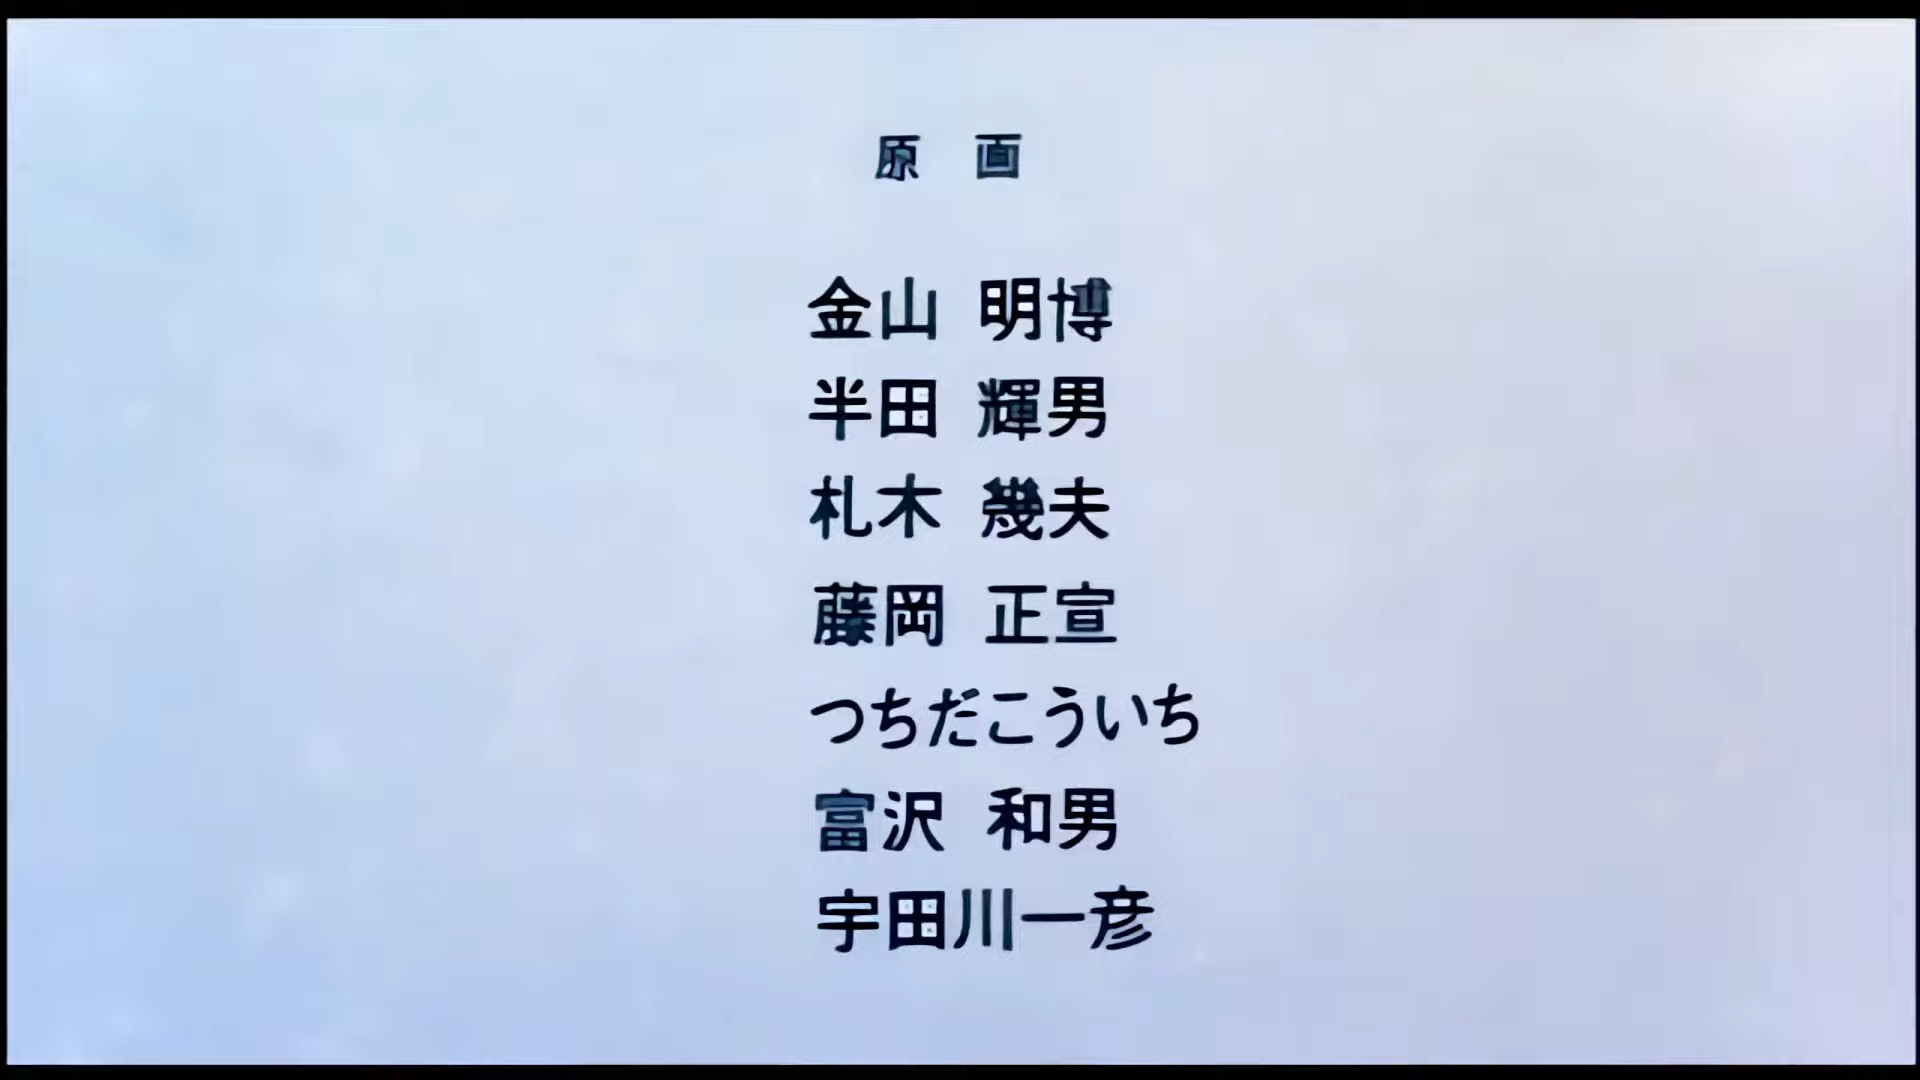 原 画
金山 明博
半田 輝男
札木 幾夫
藤岡 正宣
つちだこういち
富沢 和男
宇田川一彦